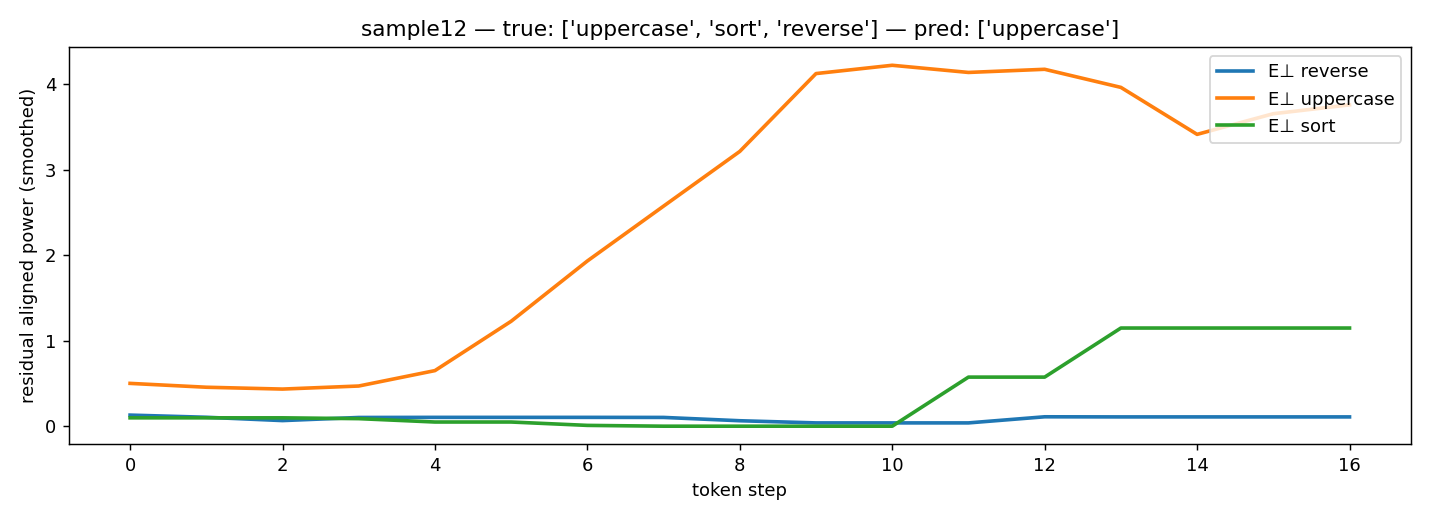 sample12 — true: ['uppercase', 'sort', 'reverse'] — pred: ['uppercase']
residual aligned power (smoothed)
4
3
2
1
0
E⊥ reverse
E⊥ uppercase
E⊥ sort
0 2 4 6 8 10 12 14 16
token step